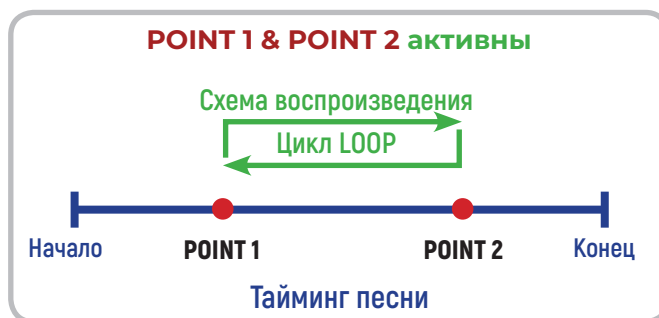 POINT 1 & POINT 2 активны
Схема воспроизведения
Цикл LOOP
Начало POINT 1 POINT 2 Конец
Тайминг песни